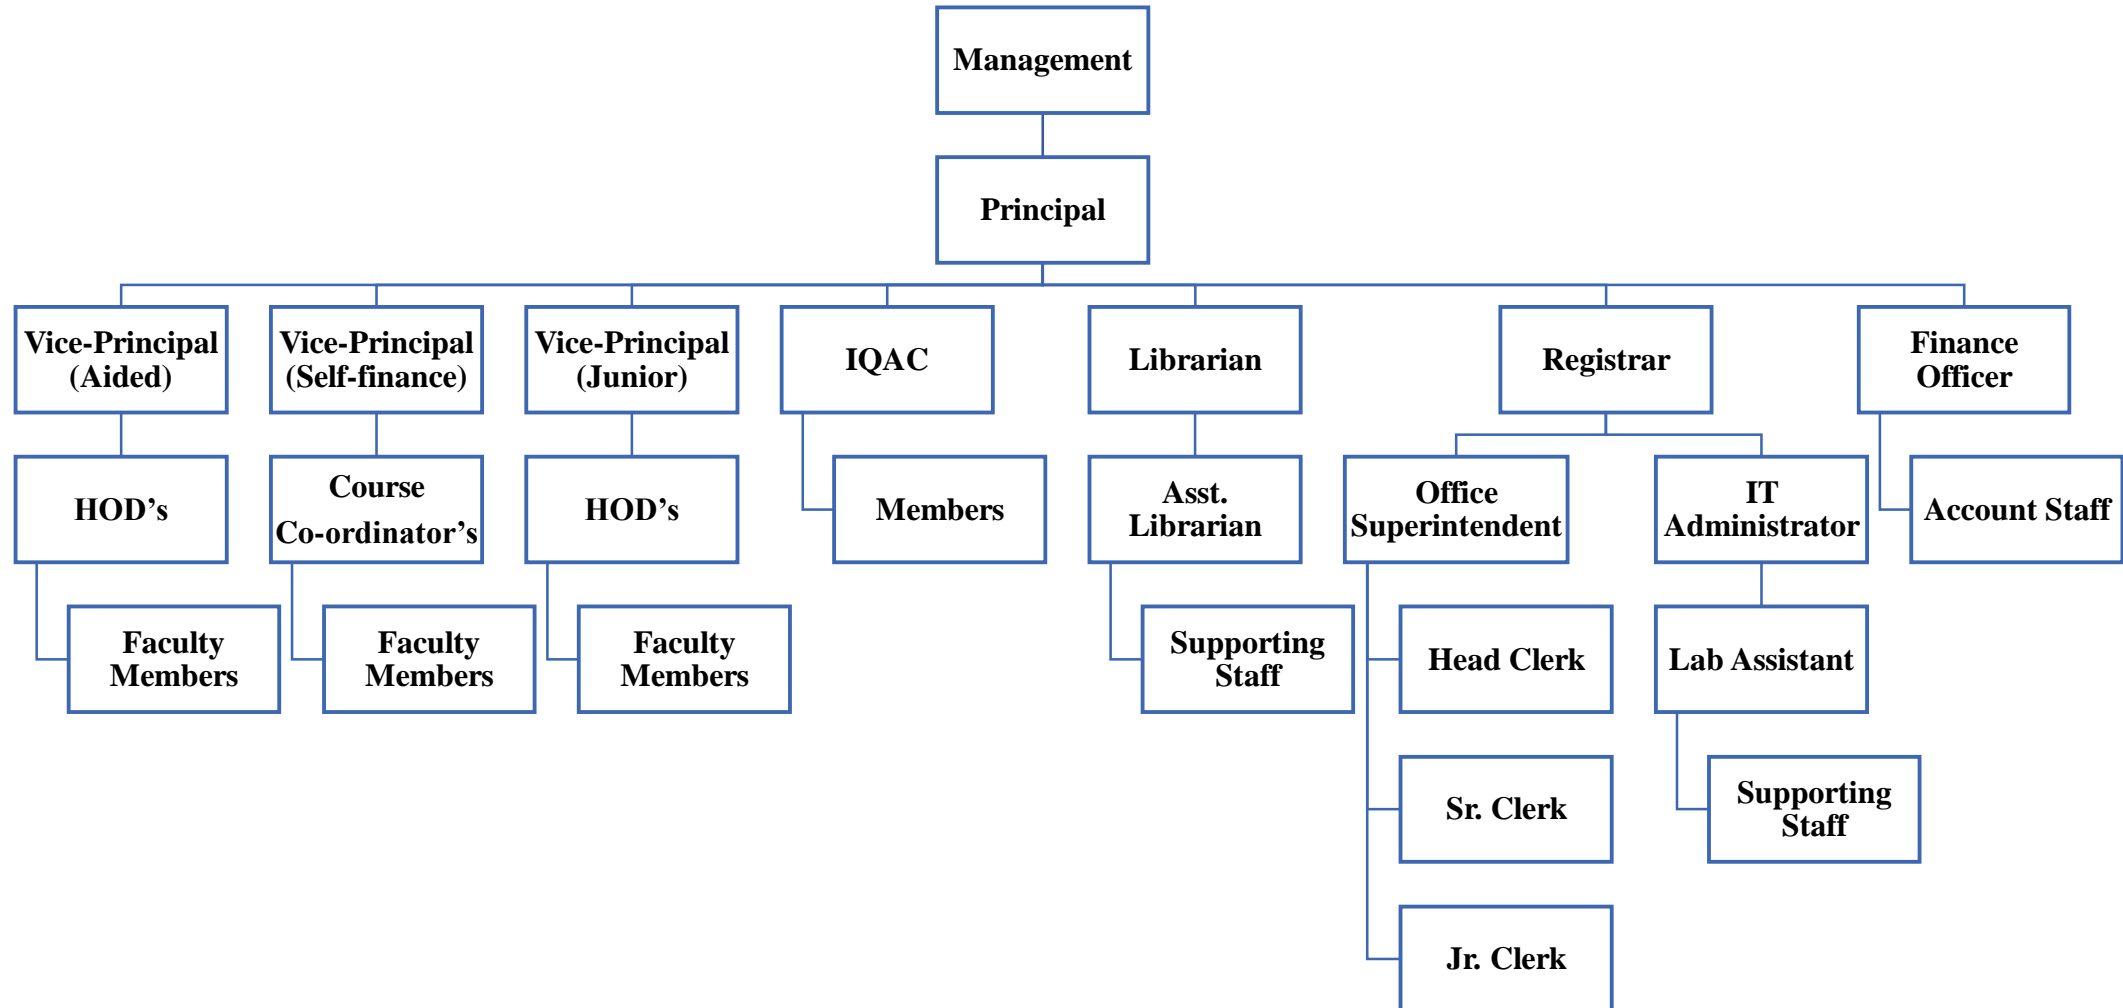 Management
Principal
Vice-Principal
(Aided)
Vice-Principal
(Self-finance)
Vice-Principal
(Junior)
IQAC
Librarian
Registrar
Finance
Officer
HOD’s
Course
Co-ordinator’s
HOD’s
Members
Asst.
Librarian
Office
Superintendent
IT
Administrator
Account Staff
Faculty
Members
Faculty
Members
Faculty
Members
Supporting
Staff
Head Clerk
Lab Assistant
Sr. Clerk
Supporting
Staff
Jr. Clerk